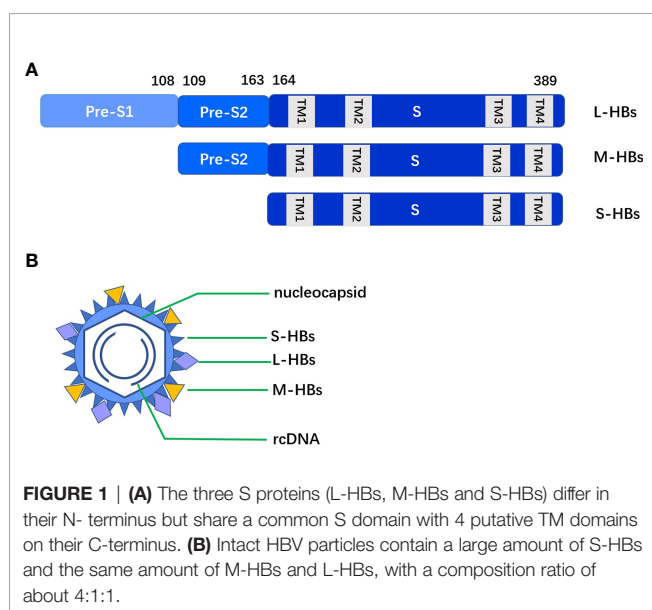 A
108 109 163 164 389
Pre-S1 Pre-S2 TM1 TM2 S TM3 TM4 L-HBs
Pre-S2 TM1 TM2 S TM3 TM4 M-HBs
TM1 TM2 S TM3 TM4 S-HBs
B
nucleocapsid
S-HBs
L-HBs
M-HBs
rcDNA
FIGURE 1 | (A) The three S proteins (L-HBs, M-HBs and S-HBs) differ in
their N- terminus but share a common S domain with 4 putative TM domains
on their C-terminus. (B) Intact HBV particles contain a large amount of S-HBs
and the same amount of M-HBs and L-HBs, with a composition ratio of
about 4:1:1.